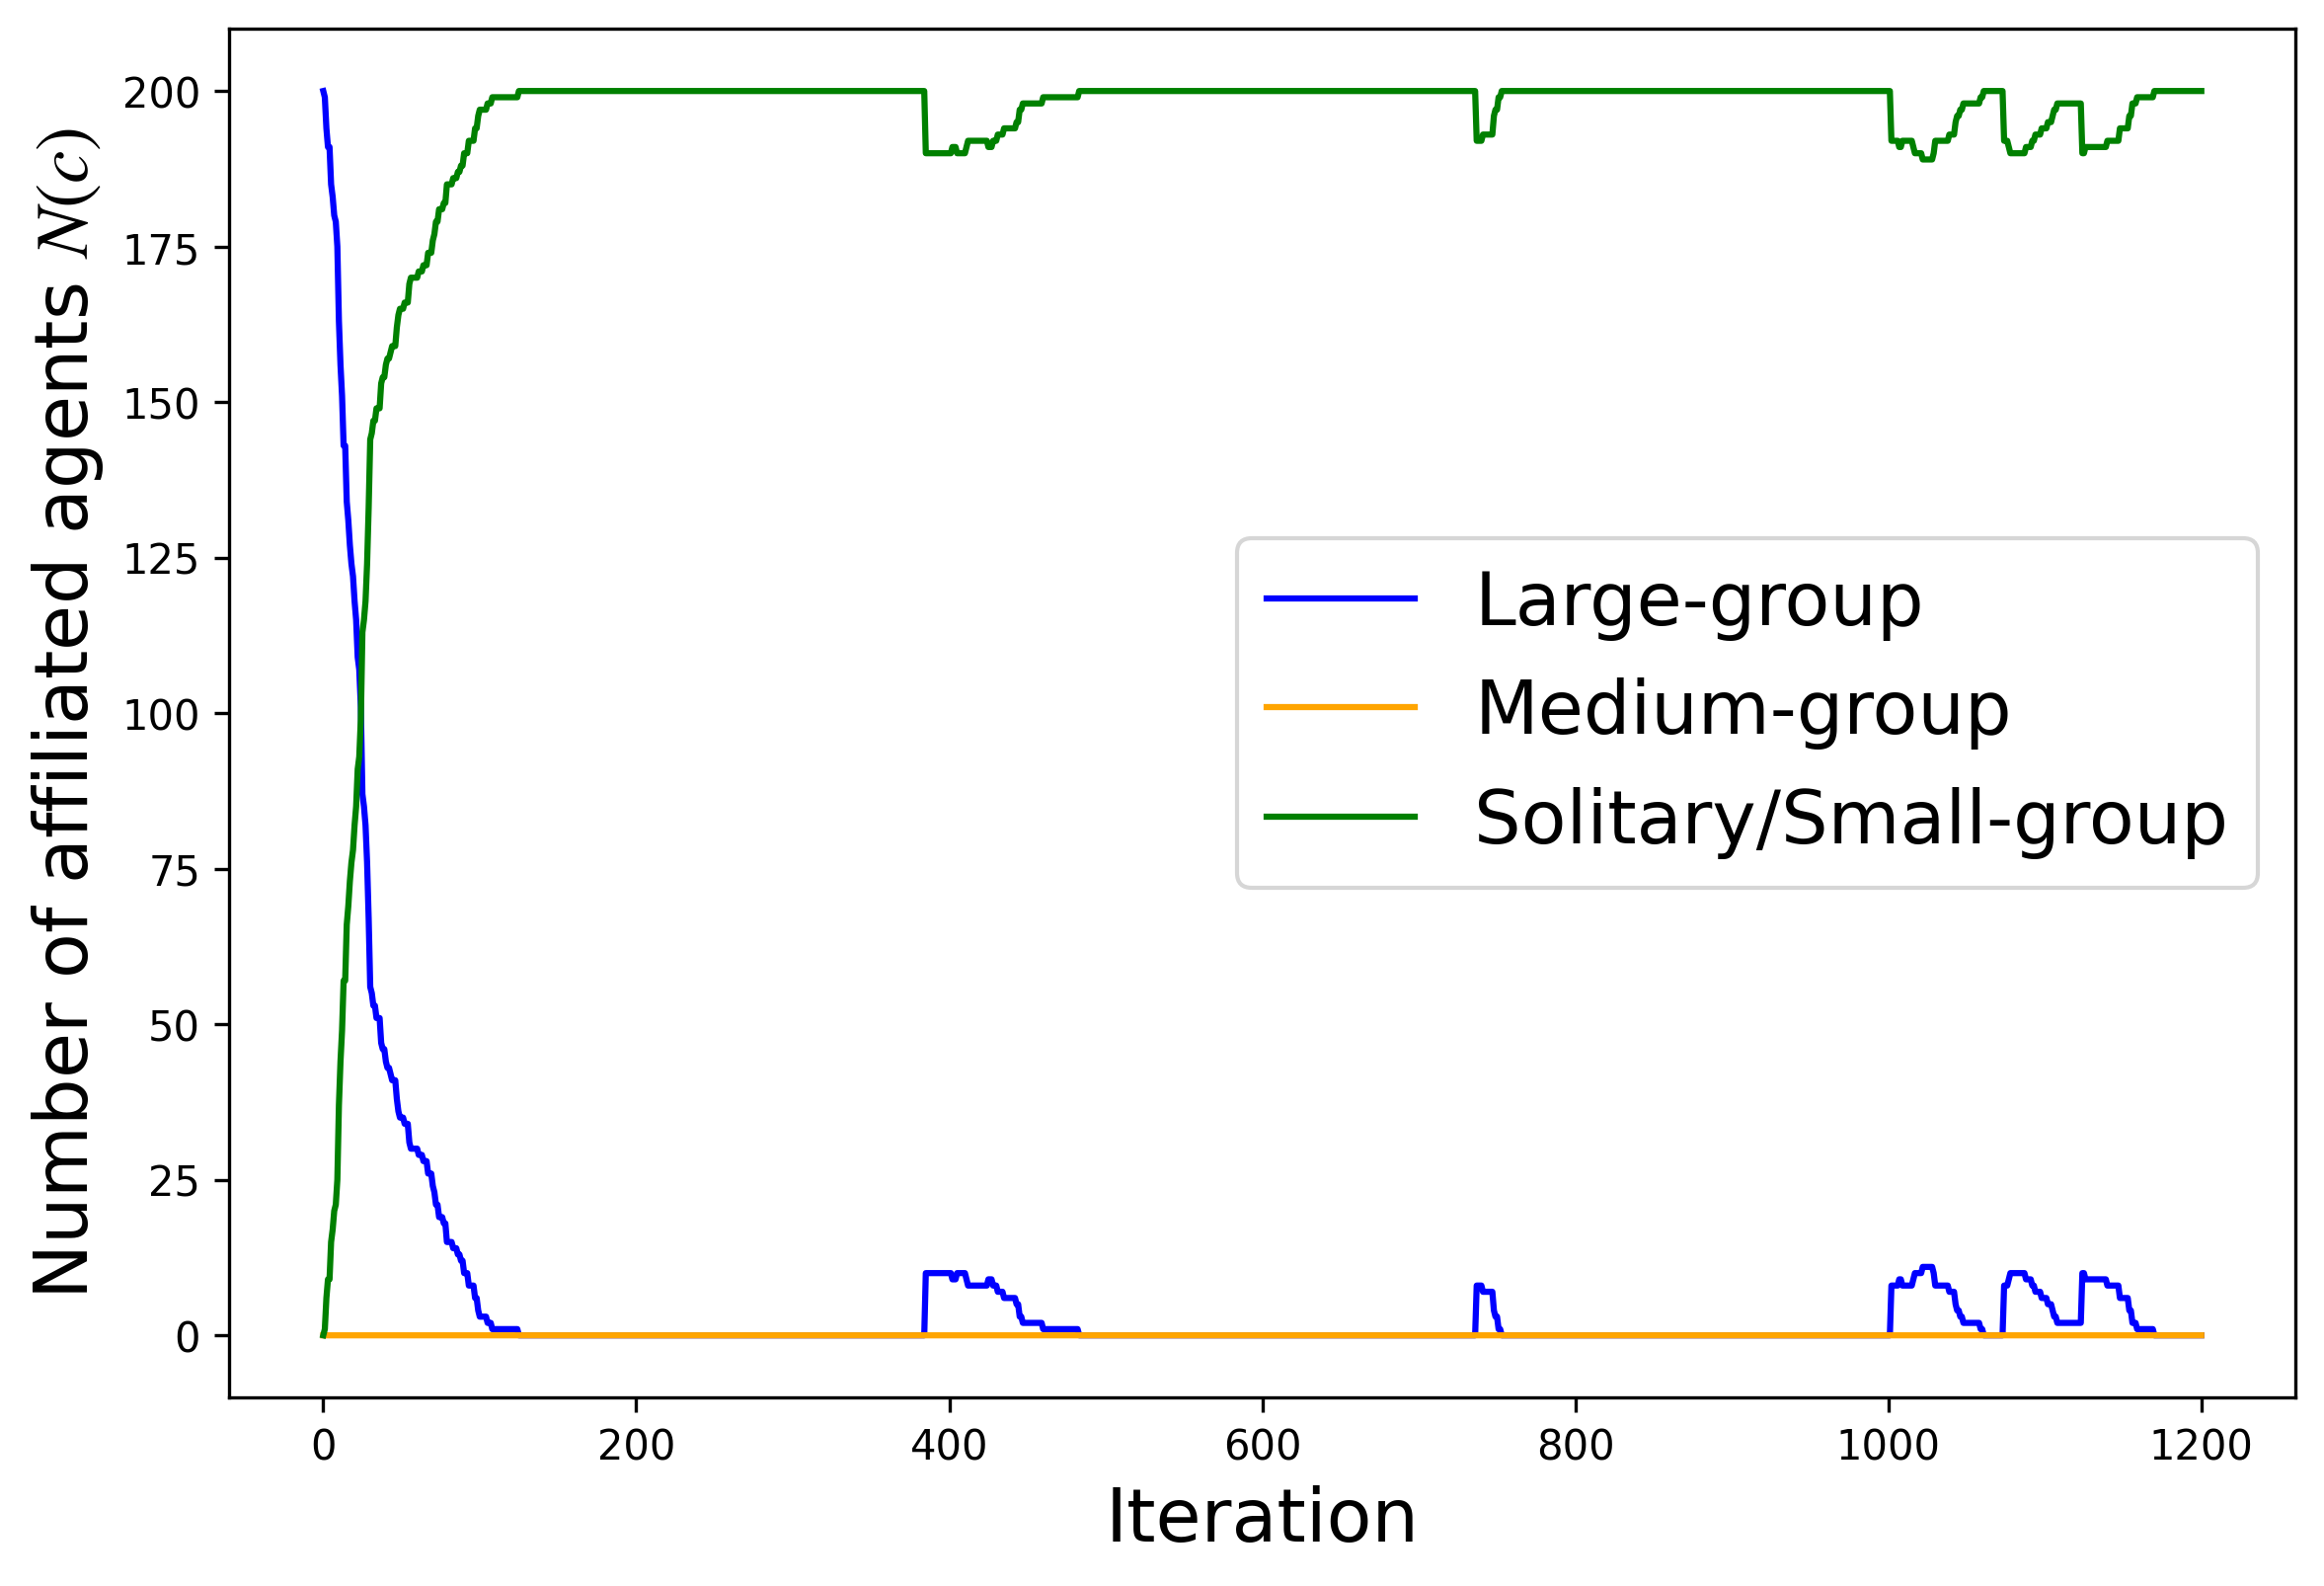 Number of affiliated agents N(c)
200
175
150
125
100
75
50
25
0
Large-group
Medium-group
Solitary/Small-group
0 200 400 600 800 1000 1200
Iteration